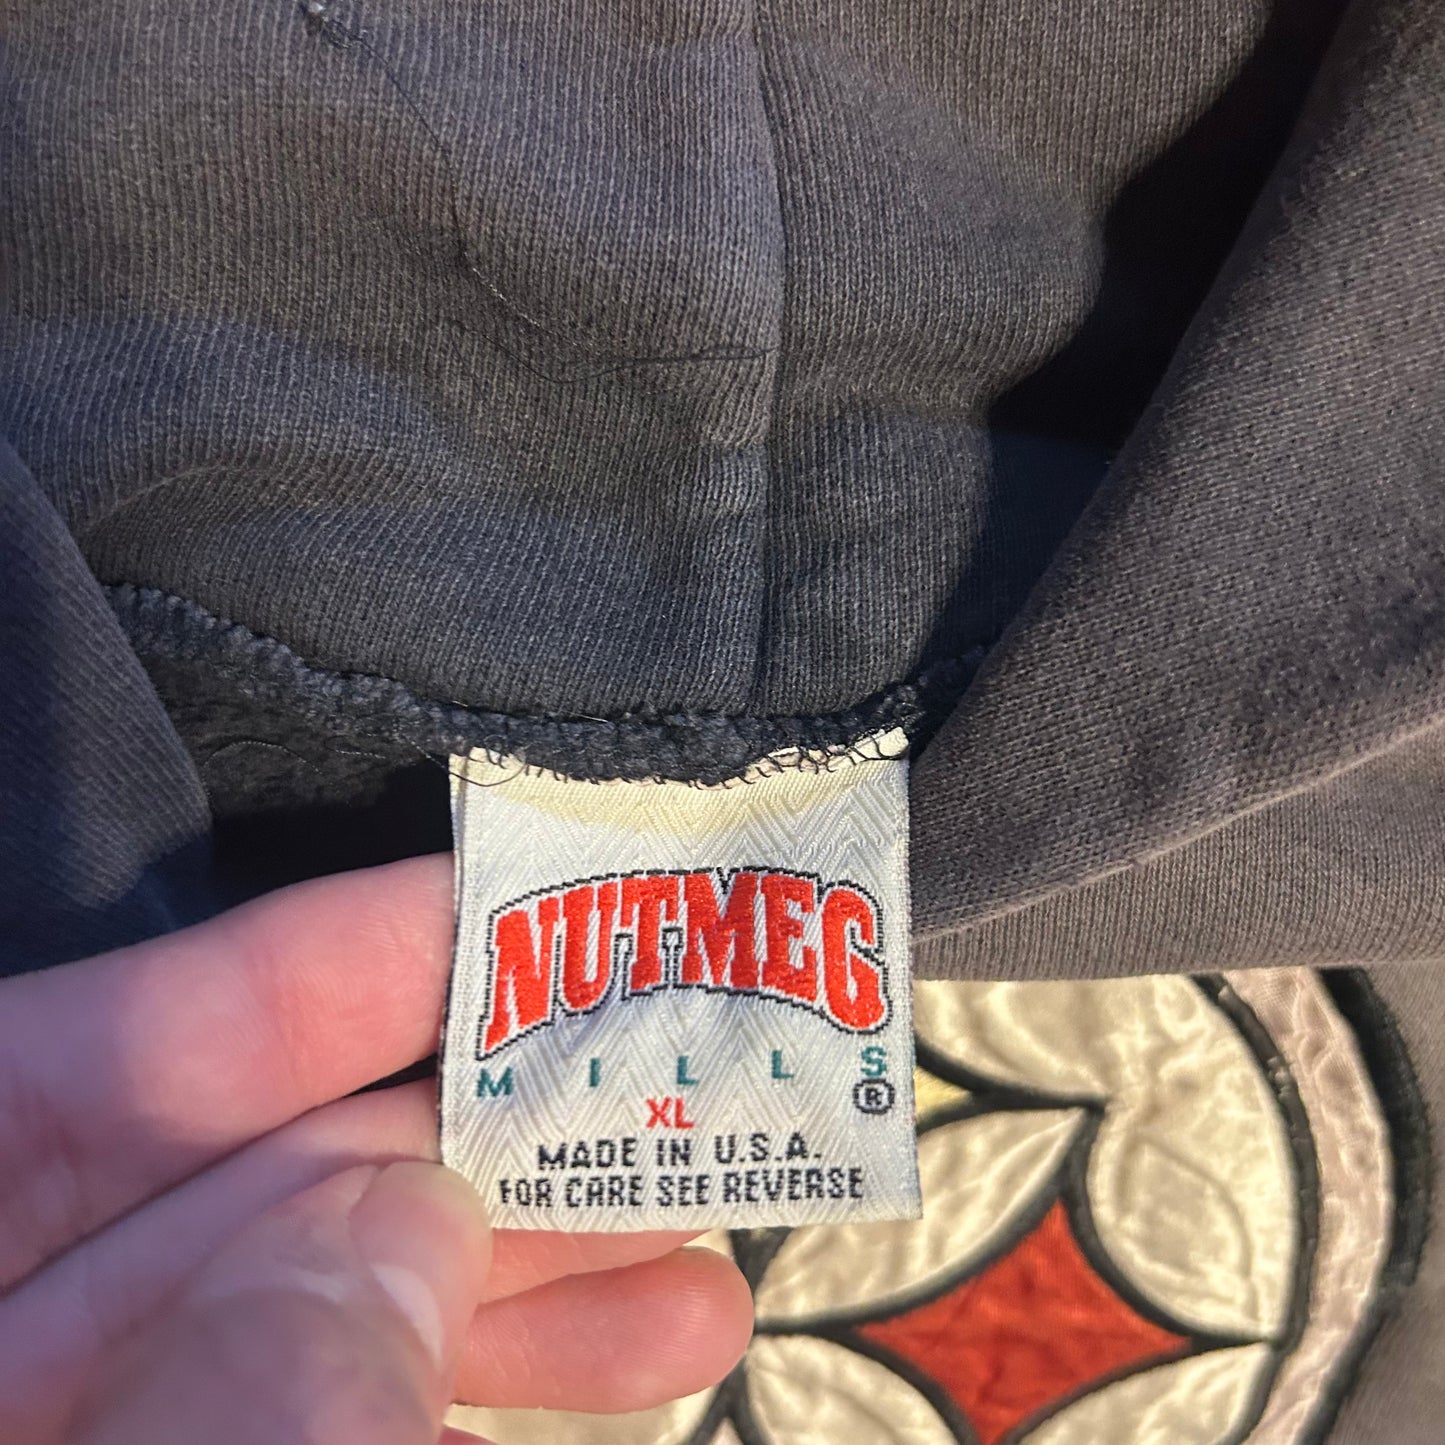 NUTMEG
MILLS
®
XL
MADE IN U.S.A.
FOR CARE SEE REVERSE